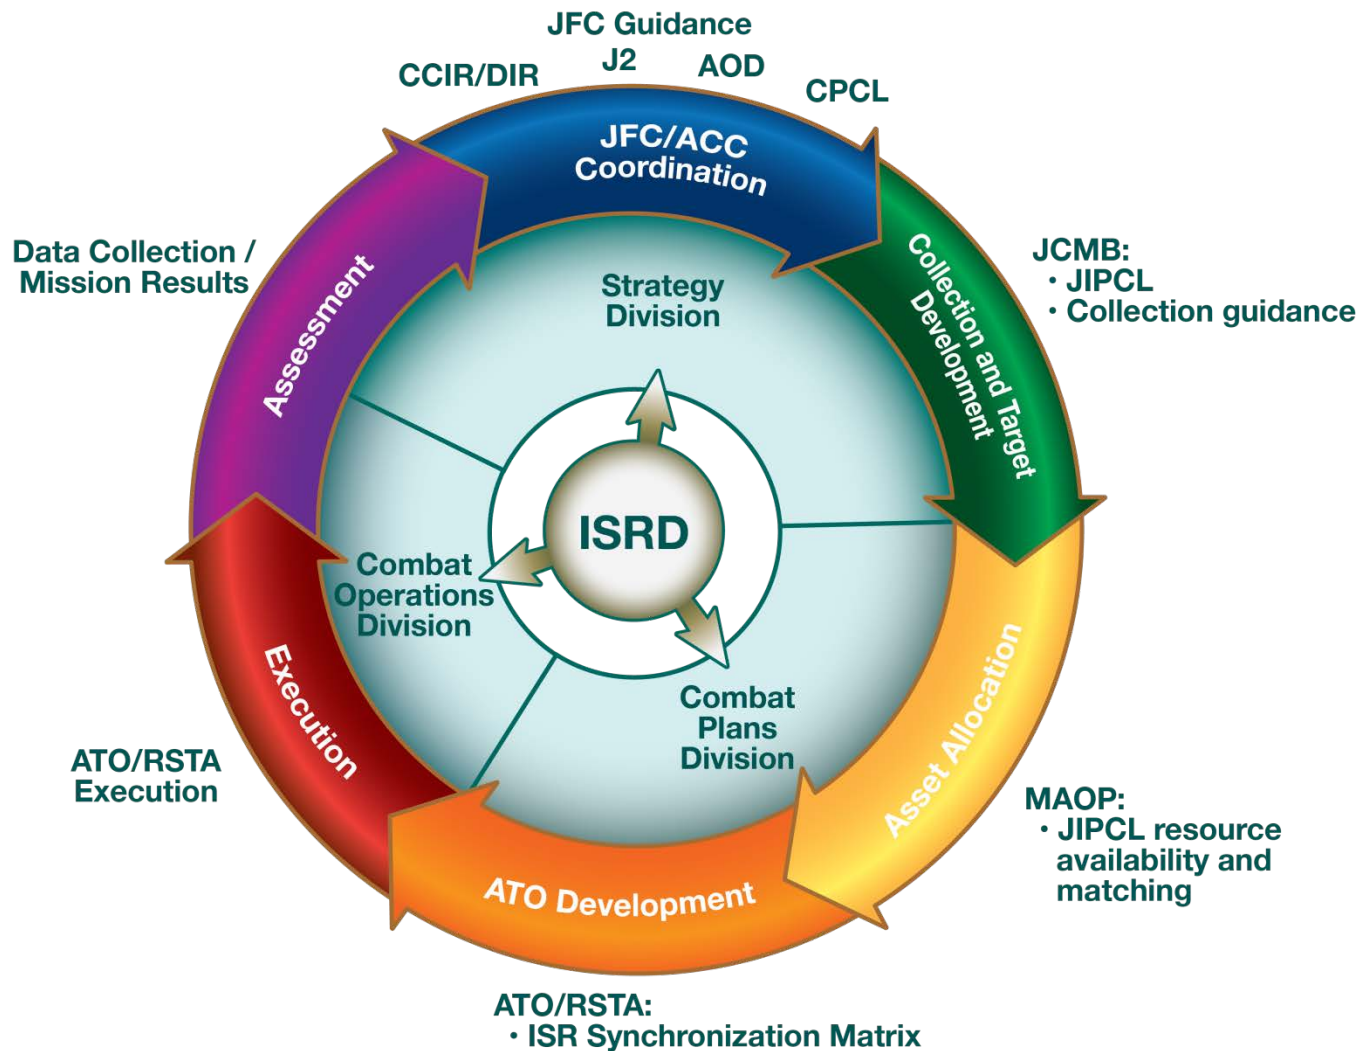 JFC Guidance
J2
CCIR/DIR
AOD
CPCL
JFC/ACC
Coordination
Collection and Target
Development
JCMB:
• JIPCL
• Collection guidance
Asset Allocation
MAOP:
• JIPCL resource
availability and
matching
ATO Development
ATO/RSTA:
• ISR Synchronization Matrix
Execution
ATO/RSTA
Execution
Assessment
Data Collection /
Mission Results
Strategy
Division
ISRD
Combat
Operations
Division
Combat
Plans
Division